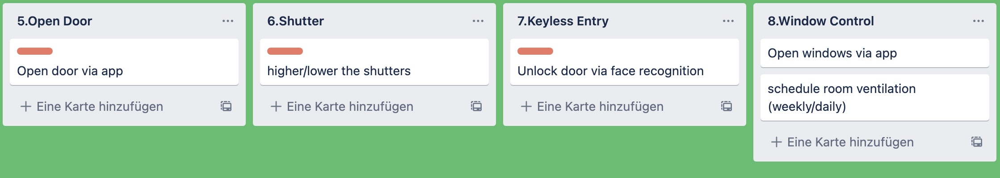 5.Open Door
Open door via app
Eine Karte hinzufügen
6.Shutter
higher/lower the shutters
Eine Karte hinzufügen
7.Keyless Entry
Unlock door via face recognition
Eine Karte hinzufügen
8.Window Control
Open windows via app
schedule room ventilation
(weekly/daily)
Eine Karte hinzufügen